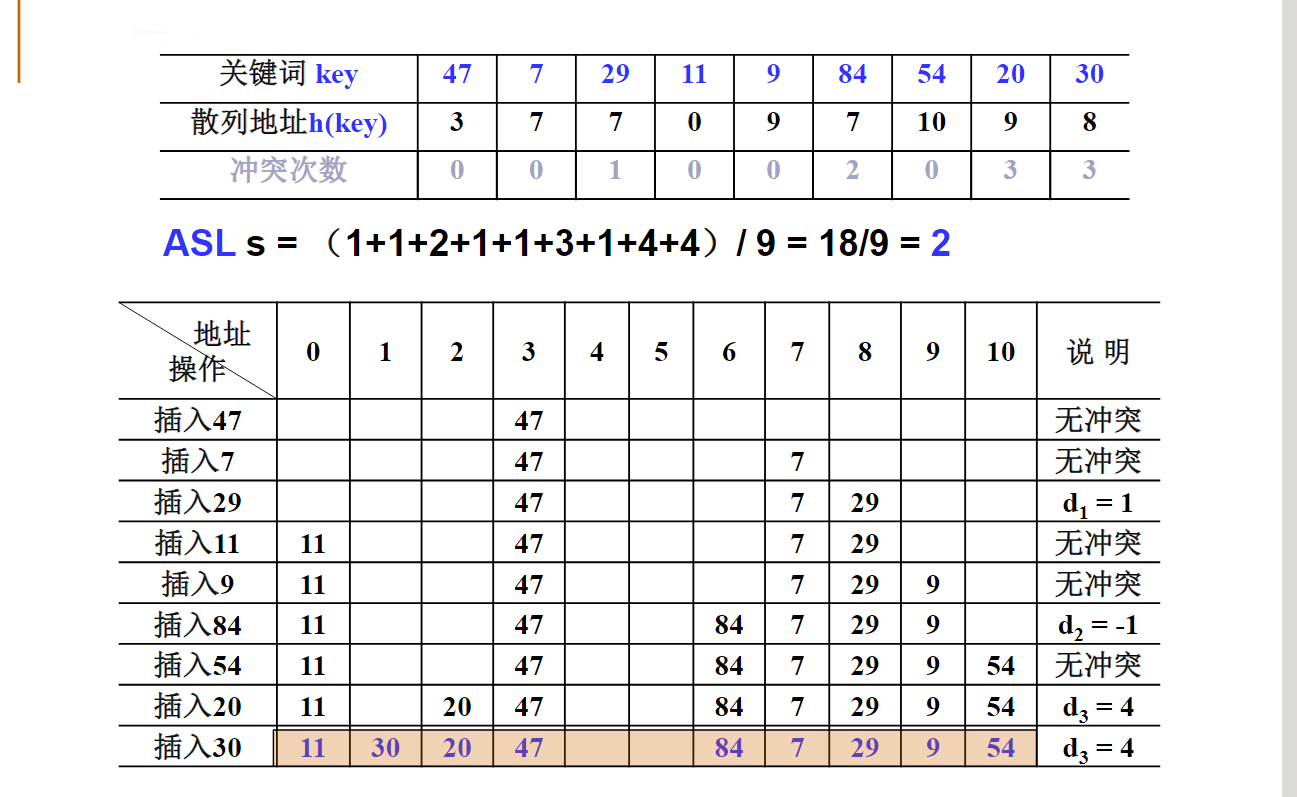 关键词 key 47 7 29 11 9 84 54 20 30
散列地址h(key) 3 7 7 0 9 7 10 9 8
冲突次数 0 0 1 0 0 2 0 3 3
ASL s = （1+1+2+1+1+3+1+4+4）/ 9 = 18/9 = 2
地址
操作 0 1 2 3 4 5 6 7 8 9 10 说 明
插入47 47 无冲突
插入7 47 7 无冲突
插入29 47 7 29 d1 = 1
插入11 11 47 7 29 无冲突
插入9 11 47 7 29 9 无冲突
插入84 11 47 84 7 29 9 d2 = -1
插入54 11 47 84 7 29 9 54 无冲突
插入20 11 20 47 84 7 29 9 54 d3 = 4
插入30 11 30 20 47 84 7 29 9 54 d3 = 4